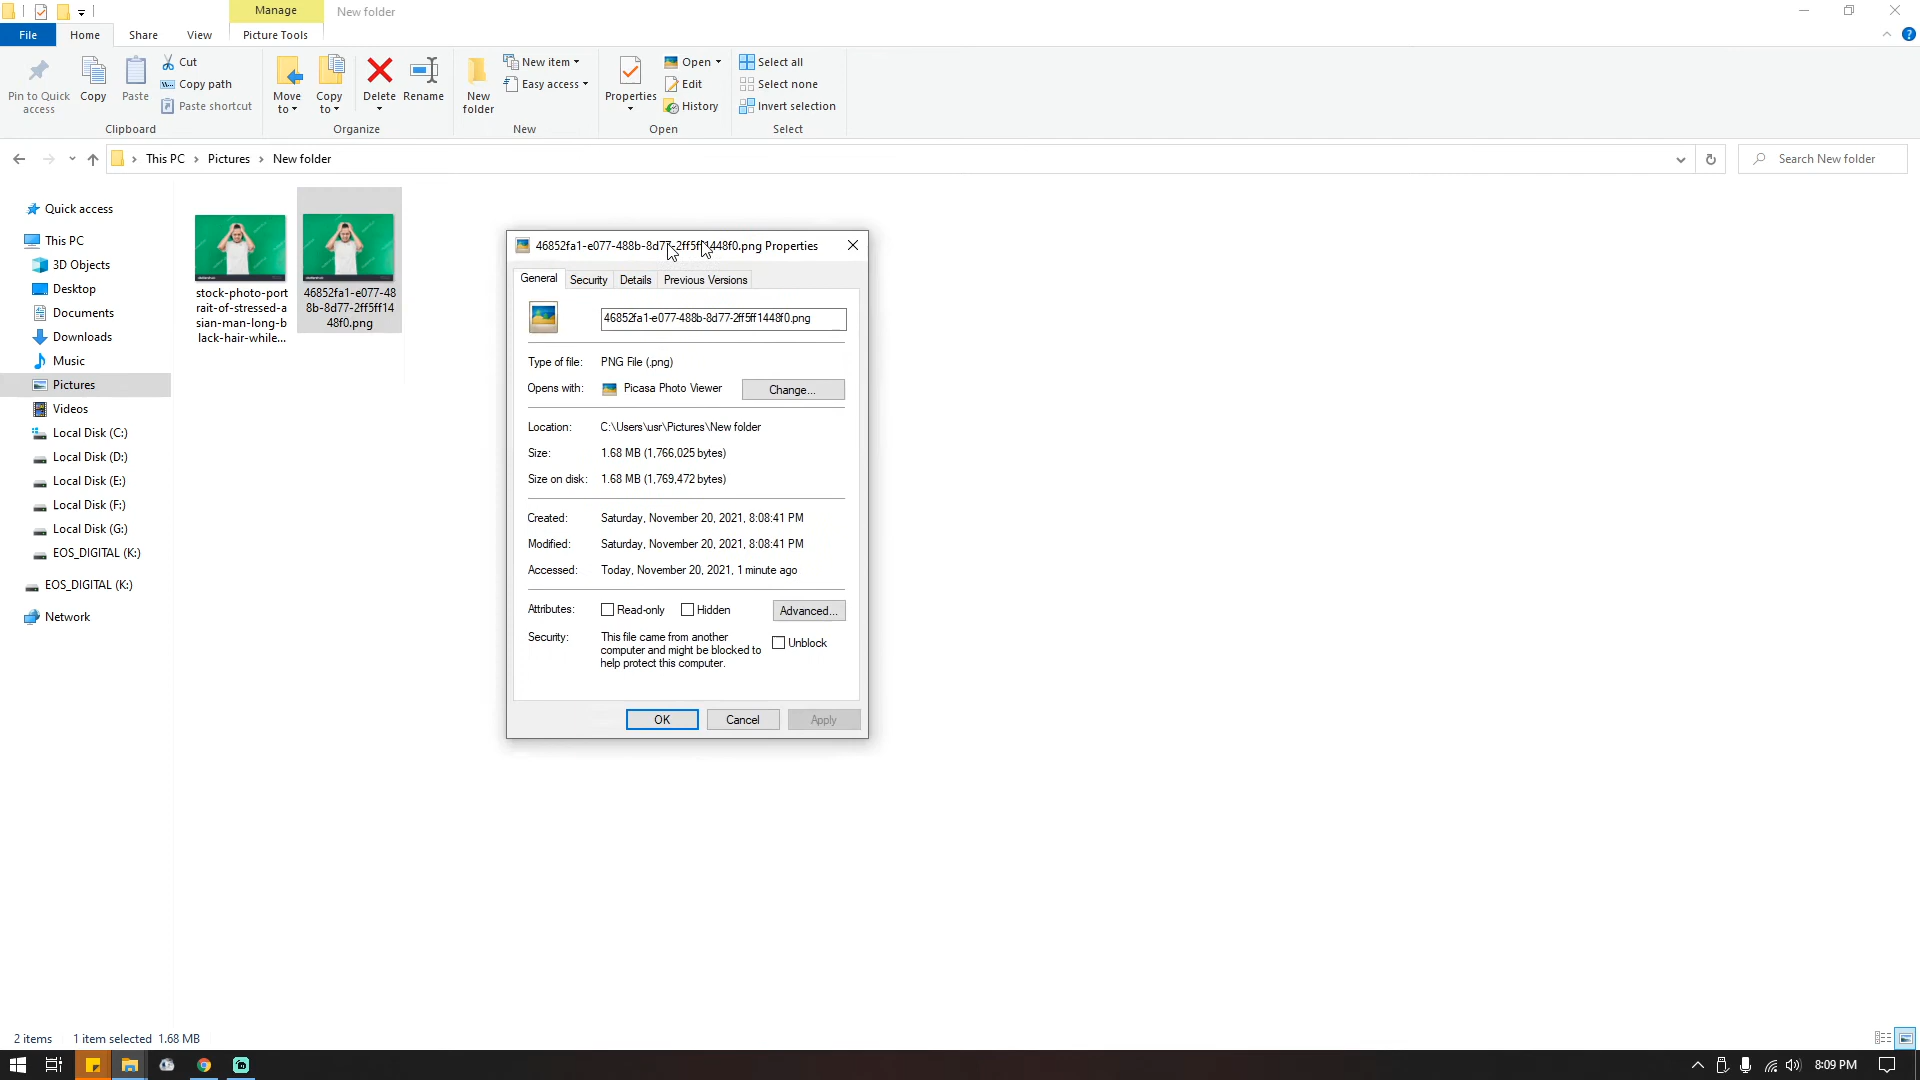 Manage
New folder
File
Home
Share
View
Picture Tools
Pin to Quick
access
Copy
Paste
Cut
Copy path
Paste shortcut
Clipboard
Move
to
Copy
to
Delete
Rename
Organize
New
folder
New item
Easy access
New
Properties
Open
Edit
History
Open
Select all
Select none
Invert selection
Select
This PC > Pictures > New folder
Search New folder
Quick access
This PC
3D Objects
Desktop
Documents
Downloads
Music
Pictures
Videos
Local Disk (C:)
Local Disk (D:)
Local Disk (E:)
Local Disk (F:)
Local Disk (G:)
EOS_DIGITAL (K:)
EOS_DIGITAL (K:)
Network
stock-photo-por
trait-of-stressed-a
sian-man-long-b
lack-hair-while...
46852fa1-e077-48
8b-8d77-2ff5ff14
48f0.png
46852fa1-e077-488b-8d77-2ff5ff1448f0.png Properties
General
Security
Details
Previous Versions
46852fa1-e077-488b-8d77-2ff5ff1448f0.png
Type of file: PNG File (.png)
Opens with: Picasa Photo Viewer
Change...
Location: C:\Users\usr\Pictures\New folder
Size: 1.68 MB (1,766,025 bytes)
Size on disk: 1.68 MB (1,769,472 bytes)
Created: Saturday, November 20, 2021, 8:08:41 PM
Modified: Saturday, November 20, 2021, 8:08:41 PM
Accessed: Today, November 20, 2021, 1 minute ago
Attributes: Read-only Hidden
Advanced...
Security: This file came from another
computer and might be blocked to
help protect this computer.
Unblock
OK
Cancel
Apply
2 items 1 item selected 1.68 MB
8:09 PM